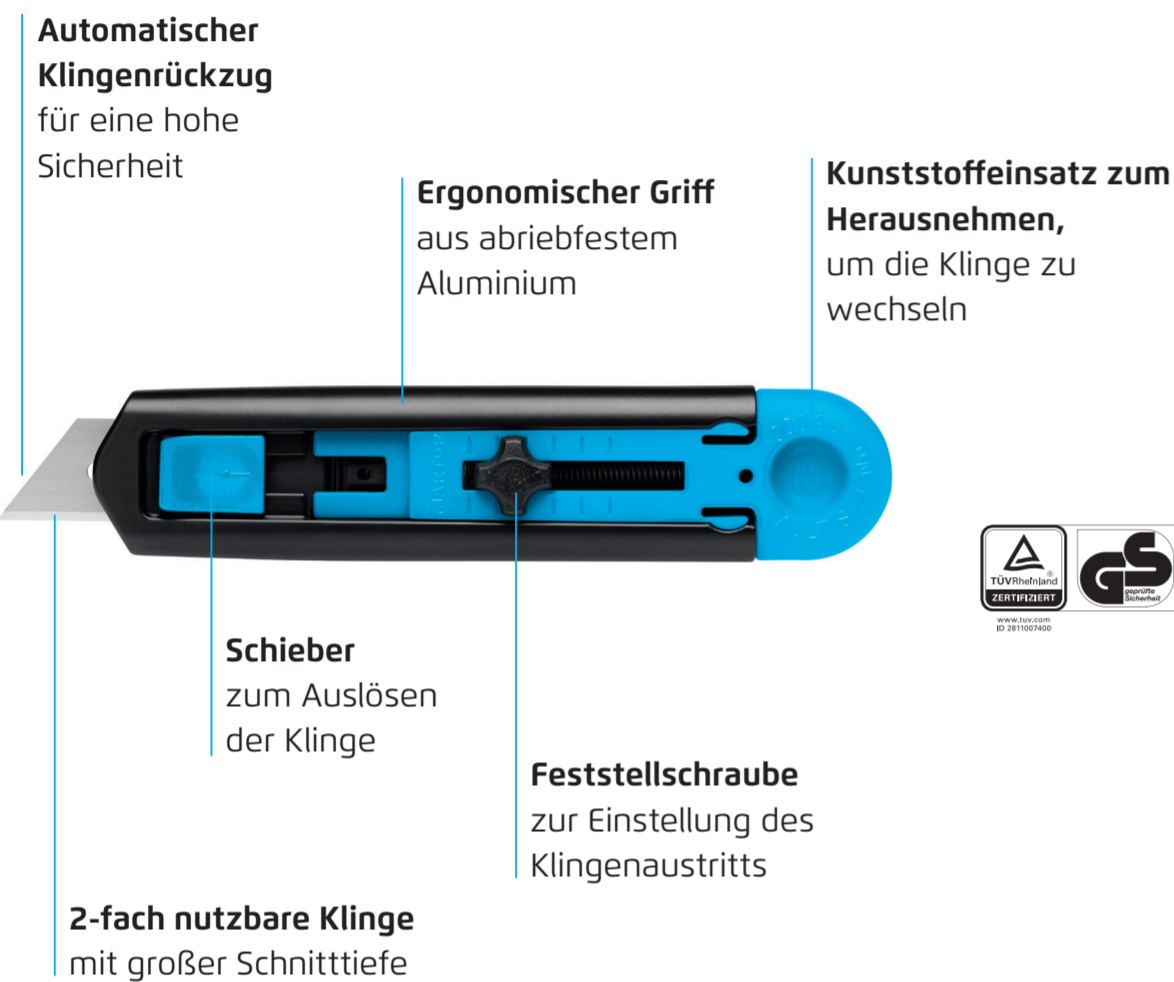 Automatischer
Klingenrückzug
für eine hohe
Sicherheit
Ergonomischer Griff
aus abriebfestem
Aluminium
Kunststoffeinsatz zum
Herausnehmen,
um die Klinge zu
wechseln
MARTOR
TÜVRheinland®
ZERTIFIZIERT
www.tuv.com
ID 2811007400
GS
geprüfte
Sicherheit
Schieber
zum Auslösen
der Klinge
Feststellschraube
zur Einstellung des
Klingenaustritts
2-fach nutzbare Klinge
mit großer Schnitttiefe